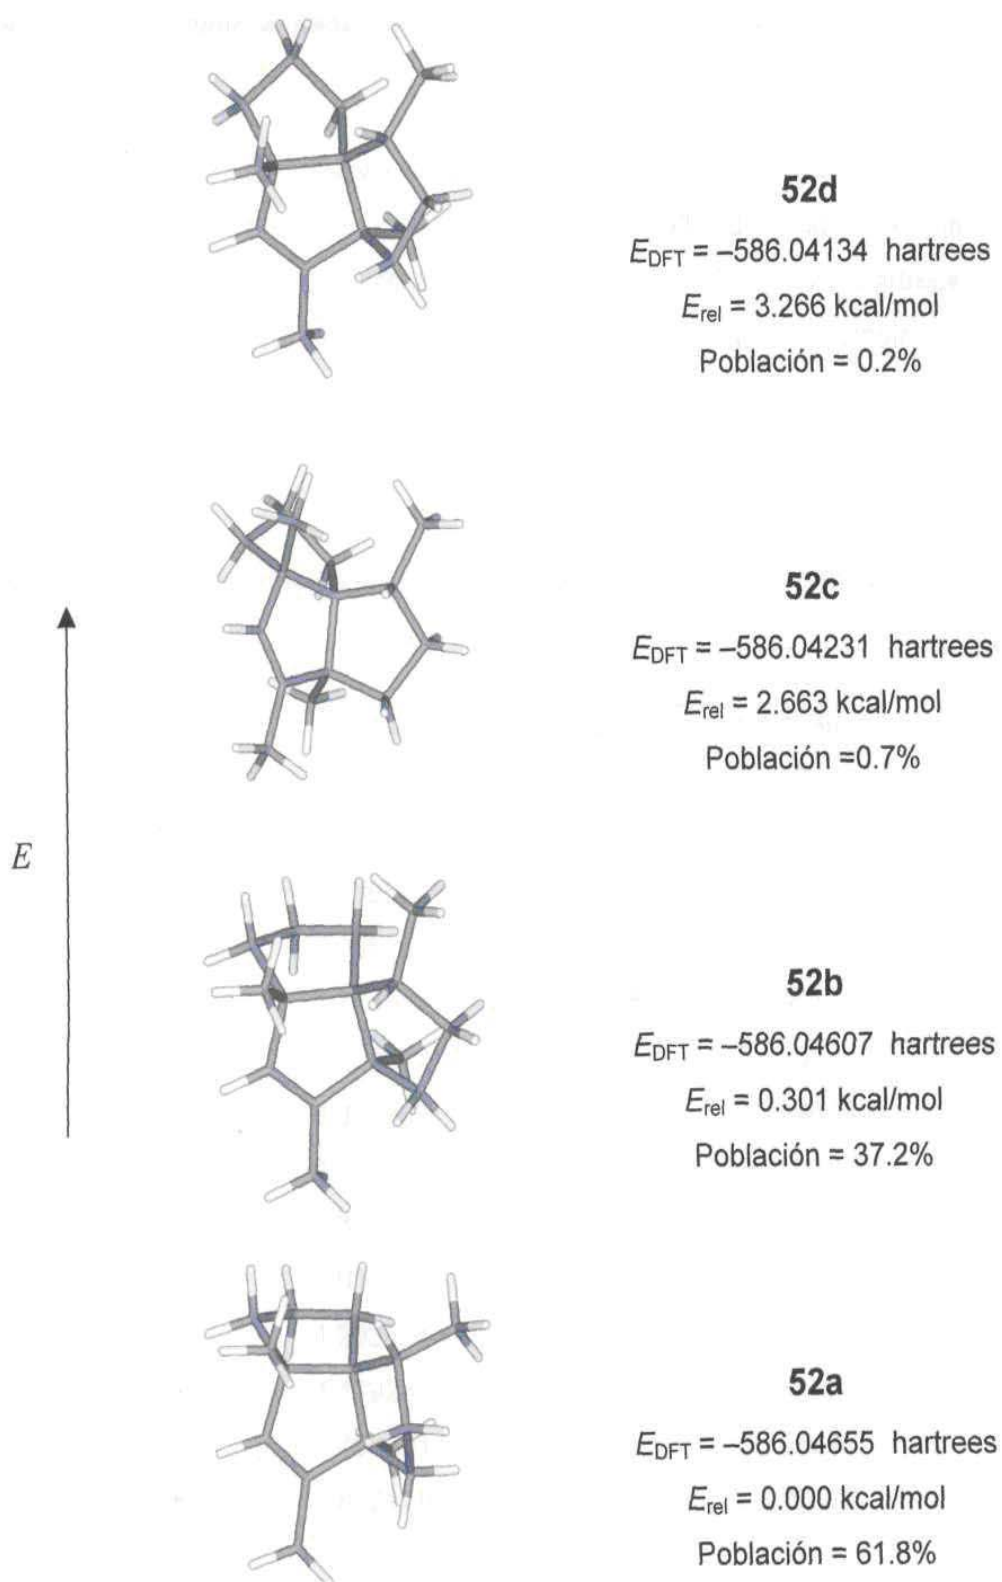 52d
EDFT = –586.04134 hartrees
Erel = 3.266 kcal/mol
Población = 0.2%
52c
EDFT = –586.04231 hartrees
Erel = 2.663 kcal/mol
Población =0.7%
E
52b
EDFT = –586.04607 hartrees
Erel = 0.301 kcal/mol
Población = 37.2%
52a
EDFT = –586.04655 hartrees
Erel = 0.000 kcal/mol
Población = 61.8%